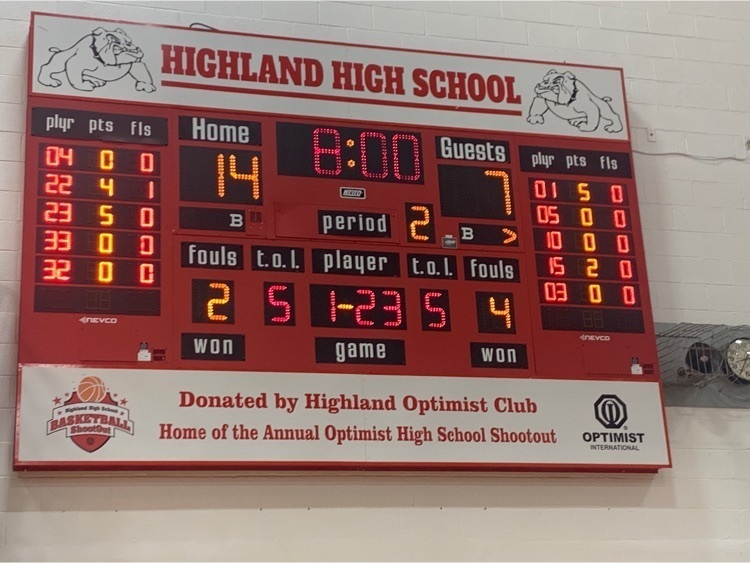 HIGHLAND HIGH SCHOOL
plyr pts fls
04 0 0
22 4 1
23 5 0
33 0 0
32 0 0
NEVCO
Home
14
B
8:00
NEVCO
period 2
Guests
7
B >
plyr pts fls
01 5 0
05 0 0
10 0 0
15 2 0
03 0 0
NEVCO
fouls t.o.l. player t.o.l. fouls
2 5 1-23 5 4
won game won
Highland High School
BASKETBALL
ShootOut
Donated by Highland Optimist Club
Home of the Annual Optimist High School Shootout
OPTIMIST
INTERNATIONAL